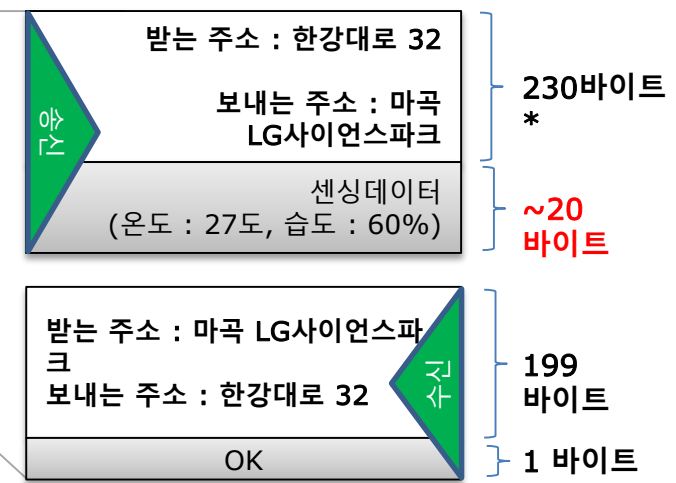 받는 주소 : 한강대로 32
보내는 주소 : 마곡
LG사이언스파크
송신
센싱데이터
(온도 : 27도, 습도 : 60%)
230바이트
*
~20
바이트
받는 주소 : 마곡 LG사이언스파
크
보내는 주소 : 한강대로 32
수신
OK
199
바이트
1 바이트